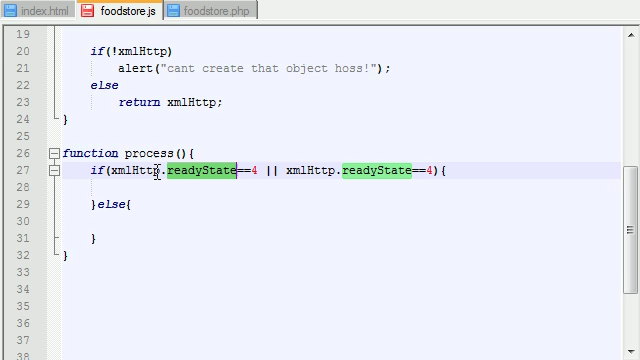 index.html foodstore.js foodstore.php
19
20 if(!xmlHttp)
21 alert("cant create that object hoss!");
22 else
23 return xmlHttp;
24 }
25
26 function process(){
27 if(xmlHttp.readyState==4 || xmlHttp.readyState==4){
28
29 }else{
30
31 }
32 }
33
34
35
36
37
38